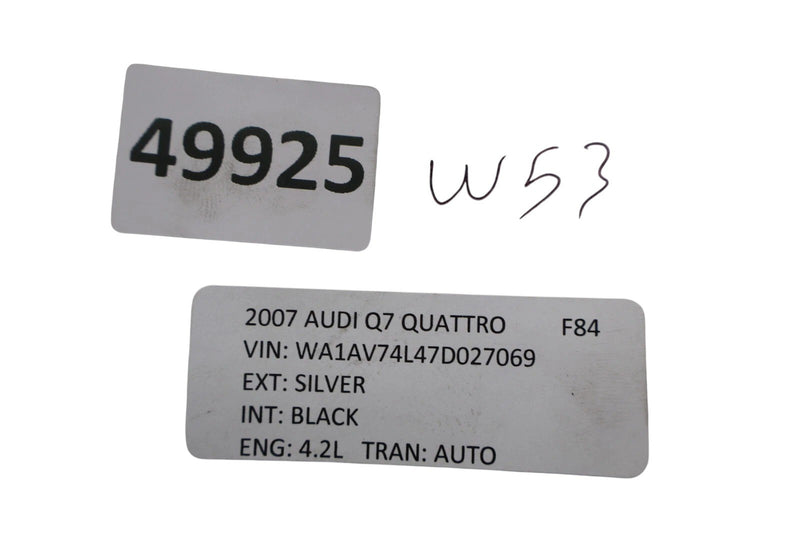 49925
W53
2007 AUDI Q7 QUATTRO F84
VIN: WA1AV74L47D027069
EXT: SILVER
INT: BLACK
ENG: 4.2L TRAN: AUTO